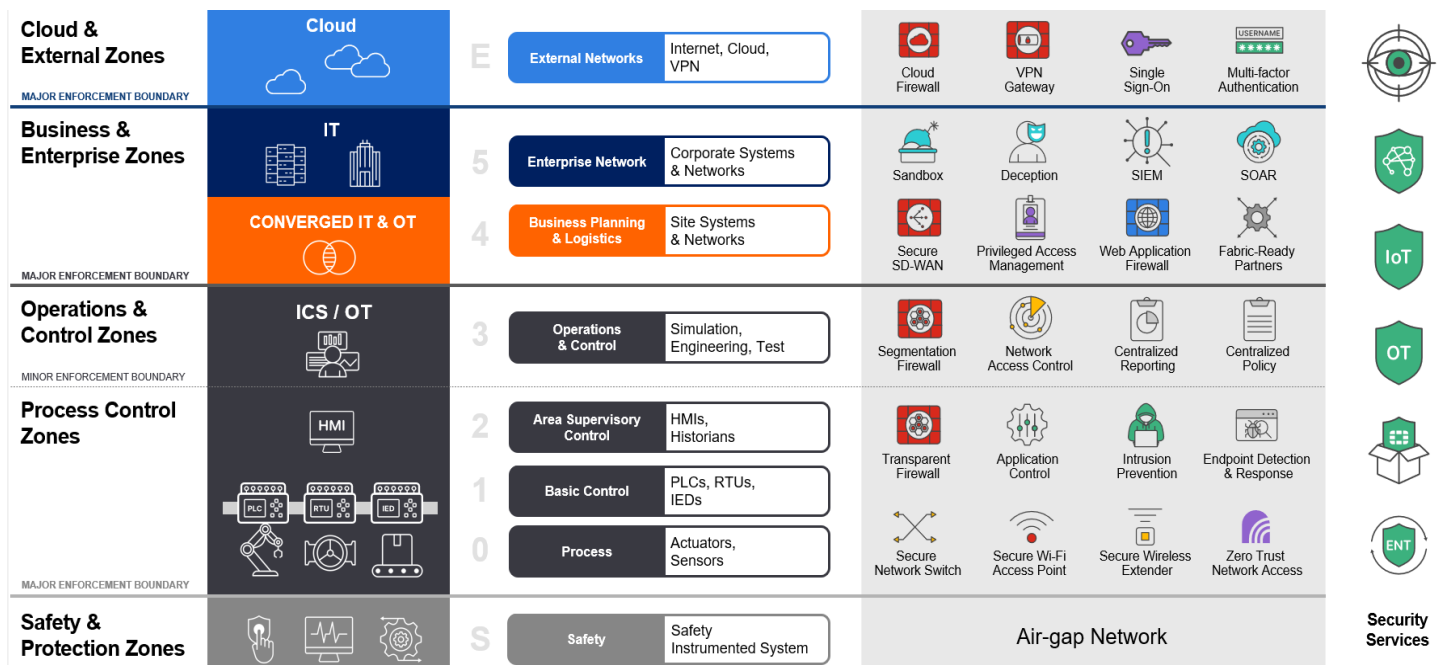 Cloud &
External Zones
MAJOR ENFORCEMENT BOUNDARY
Cloud
E
External Networks
Internet, Cloud,
VPN
Cloud
Firewall
VPN
Gateway
Single
Sign-On
USERNAME
*****
Multi-factor
Authentication
Business &
Enterprise Zones
MAJOR ENFORCEMENT BOUNDARY
IT
CONVERGED IT & OT
5
Enterprise Network
Corporate Systems
& Networks
4
Business Planning
& Logistics
Site Systems
& Networks
Sandbox
Deception
SIEM
SOAR
Secure
SD-WAN
Privileged Access
Management
Web Application
Firewall
Fabric-Ready
Partners
IoT
Operations &
Control Zones
MINOR ENFORCEMENT BOUNDARY
ICS / OT
3
Operations
& Control
Simulation,
Engineering, Test
Segmentation
Firewall
Network
Access Control
Centralized
Reporting
Centralized
Policy
OT
Process Control
Zones
MAJOR ENFORCEMENT BOUNDARY
HMI
PLC
RTU
IED
2
Area Supervisory
Control
HMIs,
Historians
1
Basic Control
PLCs, RTUs,
IEDs
0
Process
Actuators,
Sensors
Transparent
Firewall
Application
Control
Intrusion
Prevention
Endpoint Detection
& Response
Secure
Network Switch
Secure Wi-Fi
Access Point
Secure Wireless
Extender
Zero Trust
Network Access
ENT
Safety &
Protection Zones
S
Safety
Safety
Instrumented System
Air-gap Network
Security
Services